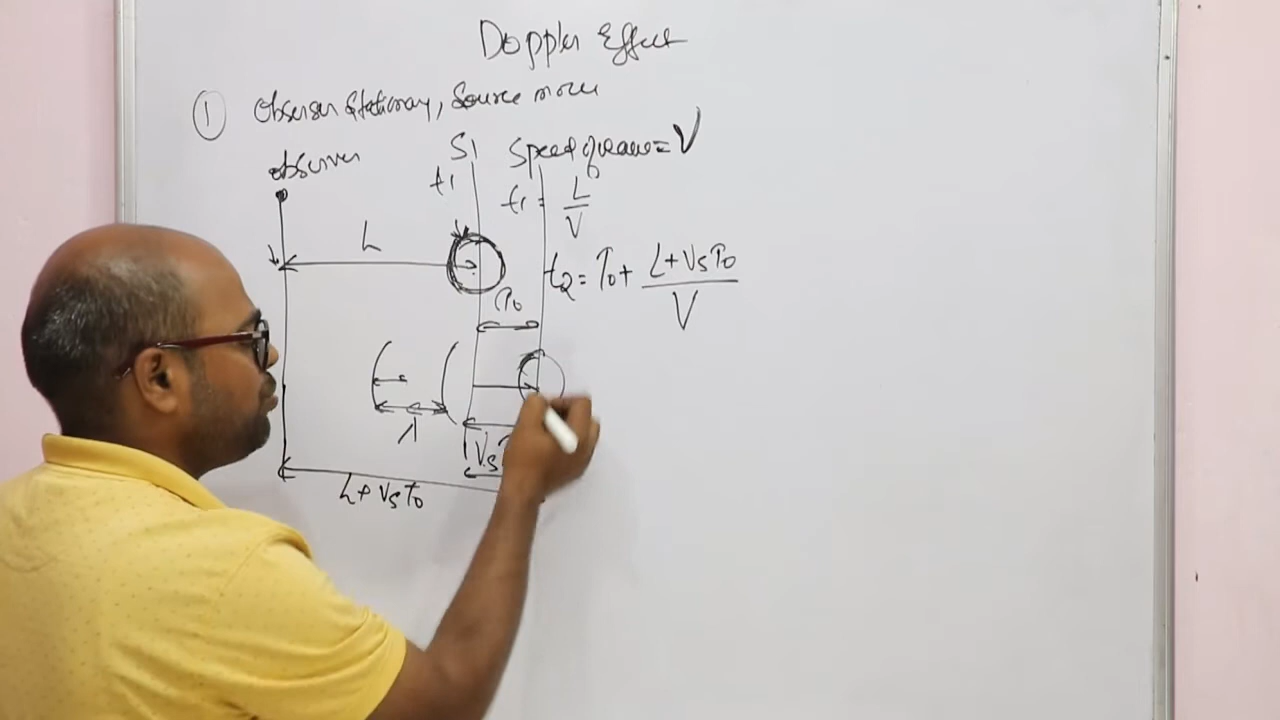 Doppler Effect
① Observer Stationary, Source move
observer
S1
Speed of wave = V
t1
t1 = L/V
L
t2 = T0 + (L + VsT0)/V
T0
λ
Vs
L + VsT0